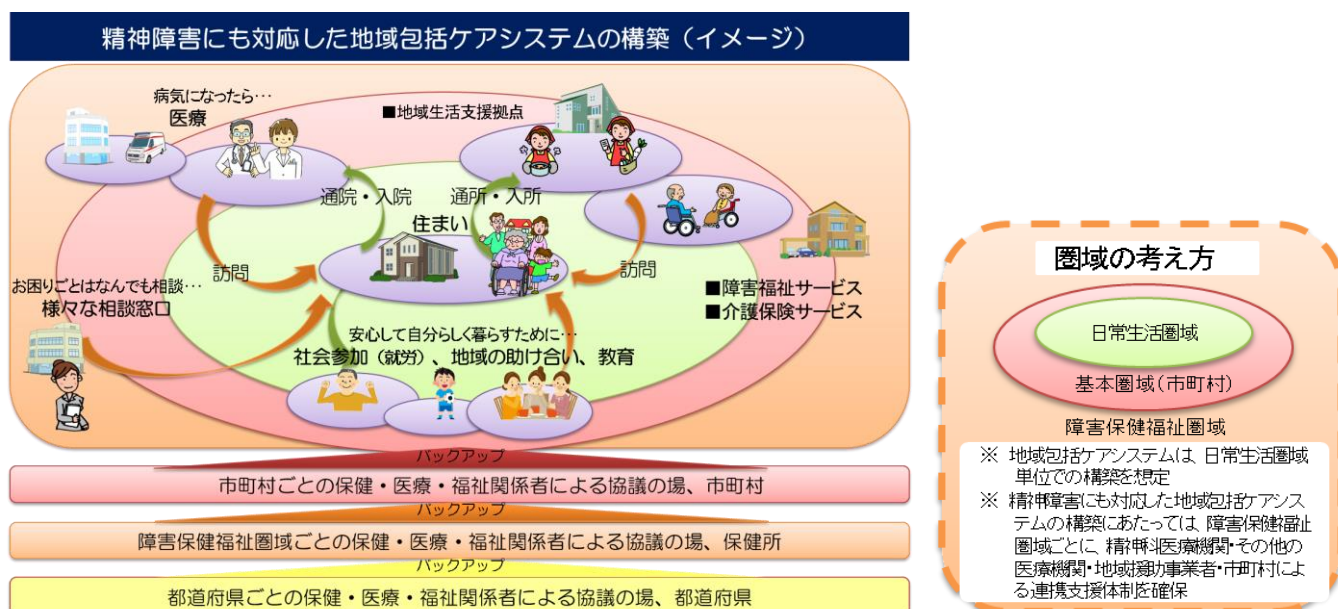 精神障害にも対応した地域包括ケアシステムの構築（イメージ）
病気になったら…
医療
■地域生活支援拠点
通院・入院
通所・入所
住まい
訪問
訪問
お困りごとはなんでも相談…
様々な相談窓口
■障害福祉サービス
■介護保険サービス
安心して自分らしく暮らすために…
社会参加（就労）、地域の助け合い、教育
バックアップ
市町村ごとの保健・医療・福祉関係者による協議の場、市町村
バックアップ
障害保健福祉圏域ごとの保健・医療・福祉関係者による協議の場、保健所
バックアップ
都道府県ごとの保健・医療・福祉関係者による協議の場、都道府県
圏域の考え方
日常生活圏域
基本圏域（市町村）
障害保健福祉圏域
※ 地域包括ケアシステムは、日常生活圏域
単位での構築を想定
※ 精神障害にも対応した地域包括ケアシス
テムの構築にあたっては、障害保健福祉
圏域ごとに、精神科医療機関・その他の
医療機関・地域援助事業者・市町村によ
る連携支援体制を確保